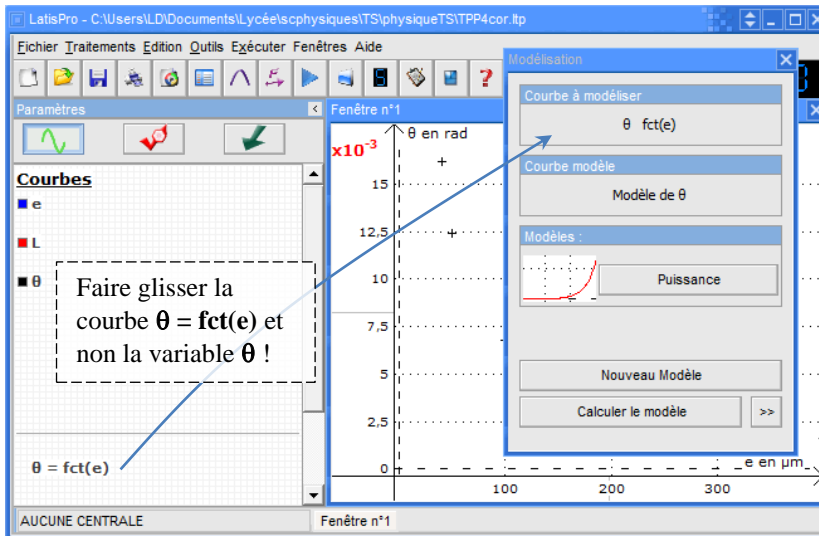 LatisPro - C:\Users\LD\Documents\Lycée\scphysiques\TS\physiqueTS\TPP4cor.ltp
Fichier Traitements Edition Outils Exécuter Fenêtres Aide
Paramètres
Courbes
e
L
θ
Faire glisser la
courbe θ = fct(e) et
non la variable θ !
θ = fct(e)
AUCUNE CENTRALE
Fenêtre n°1
x10-3
θ en rad
15
12,5
10
7,5
5
2,5
0
100
200
300
e en µm
Fenêtre n°1
Modélisation
Courbe à modéliser
θ fct(e)
Courbe modèle
Modèle de θ
Modèles :
Puissance
Nouveau Modèle
Calculer le modèle
>>